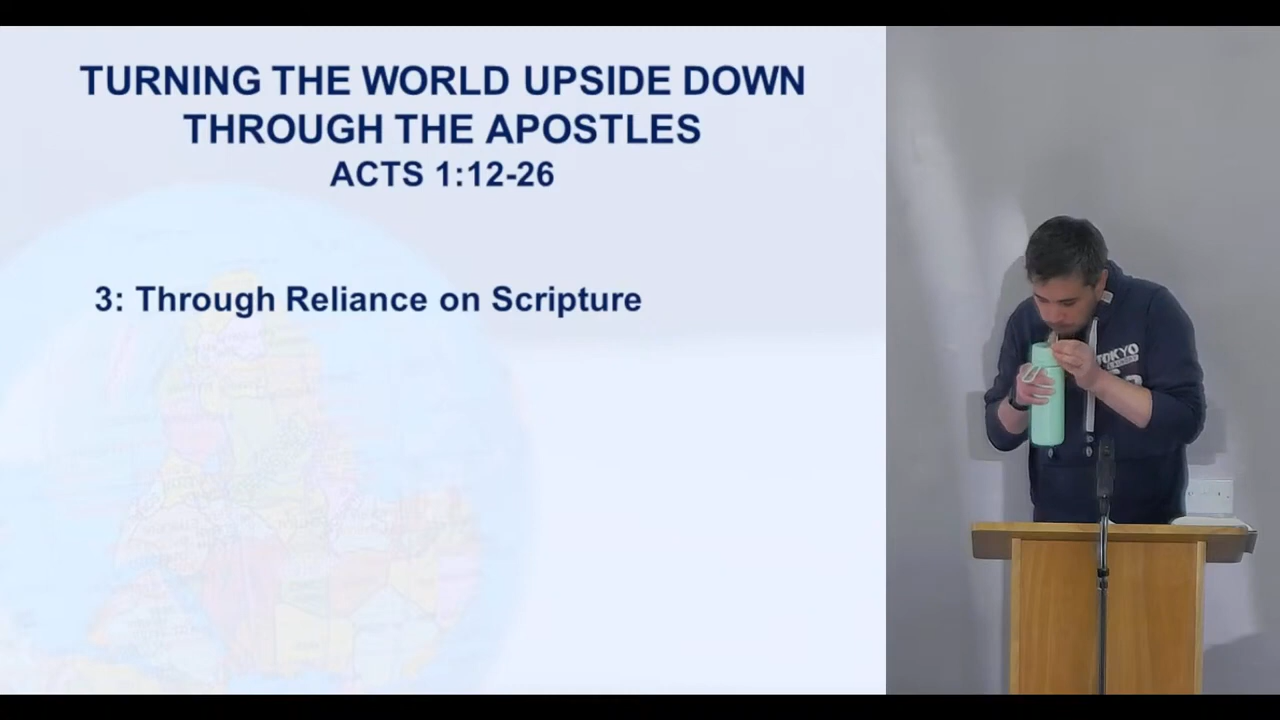 TURNING THE WORLD UPSIDE DOWN
THROUGH THE APOSTLES
ACTS 1:12-26
3: Through Reliance on Scripture
TOKYO